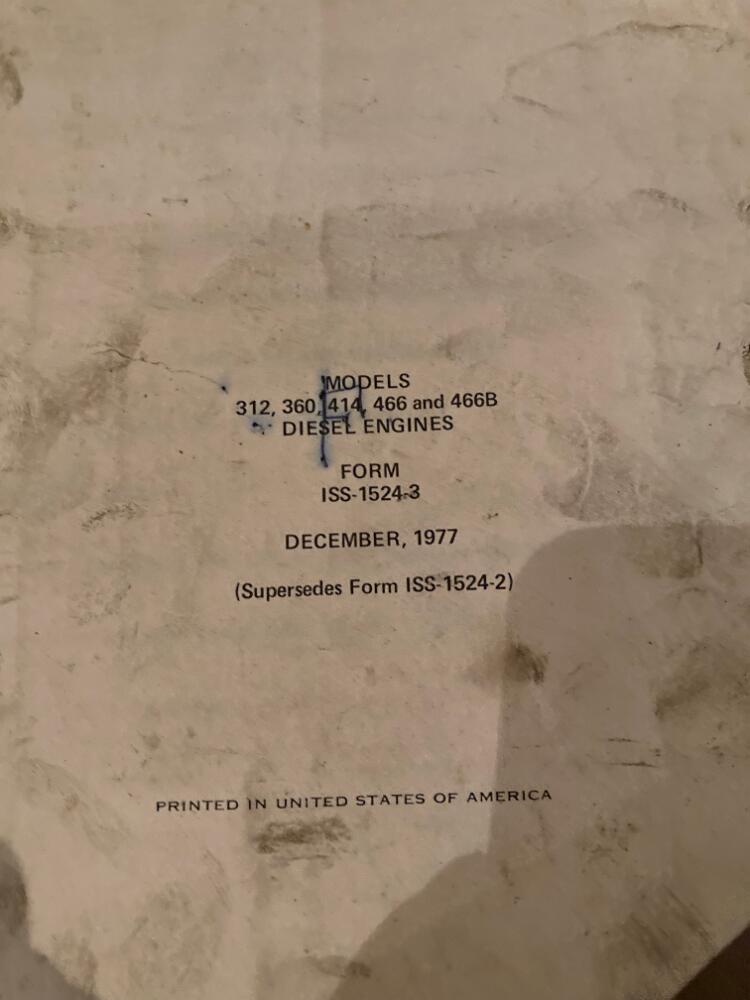 MODELS
312, 360, 414, 466 and 466B
DIESEL ENGINES
FORM
ISS-1524-3
DECEMBER, 1977
(Supersedes Form ISS-1524-2)
PRINTED IN UNITED STATES OF AMERICA